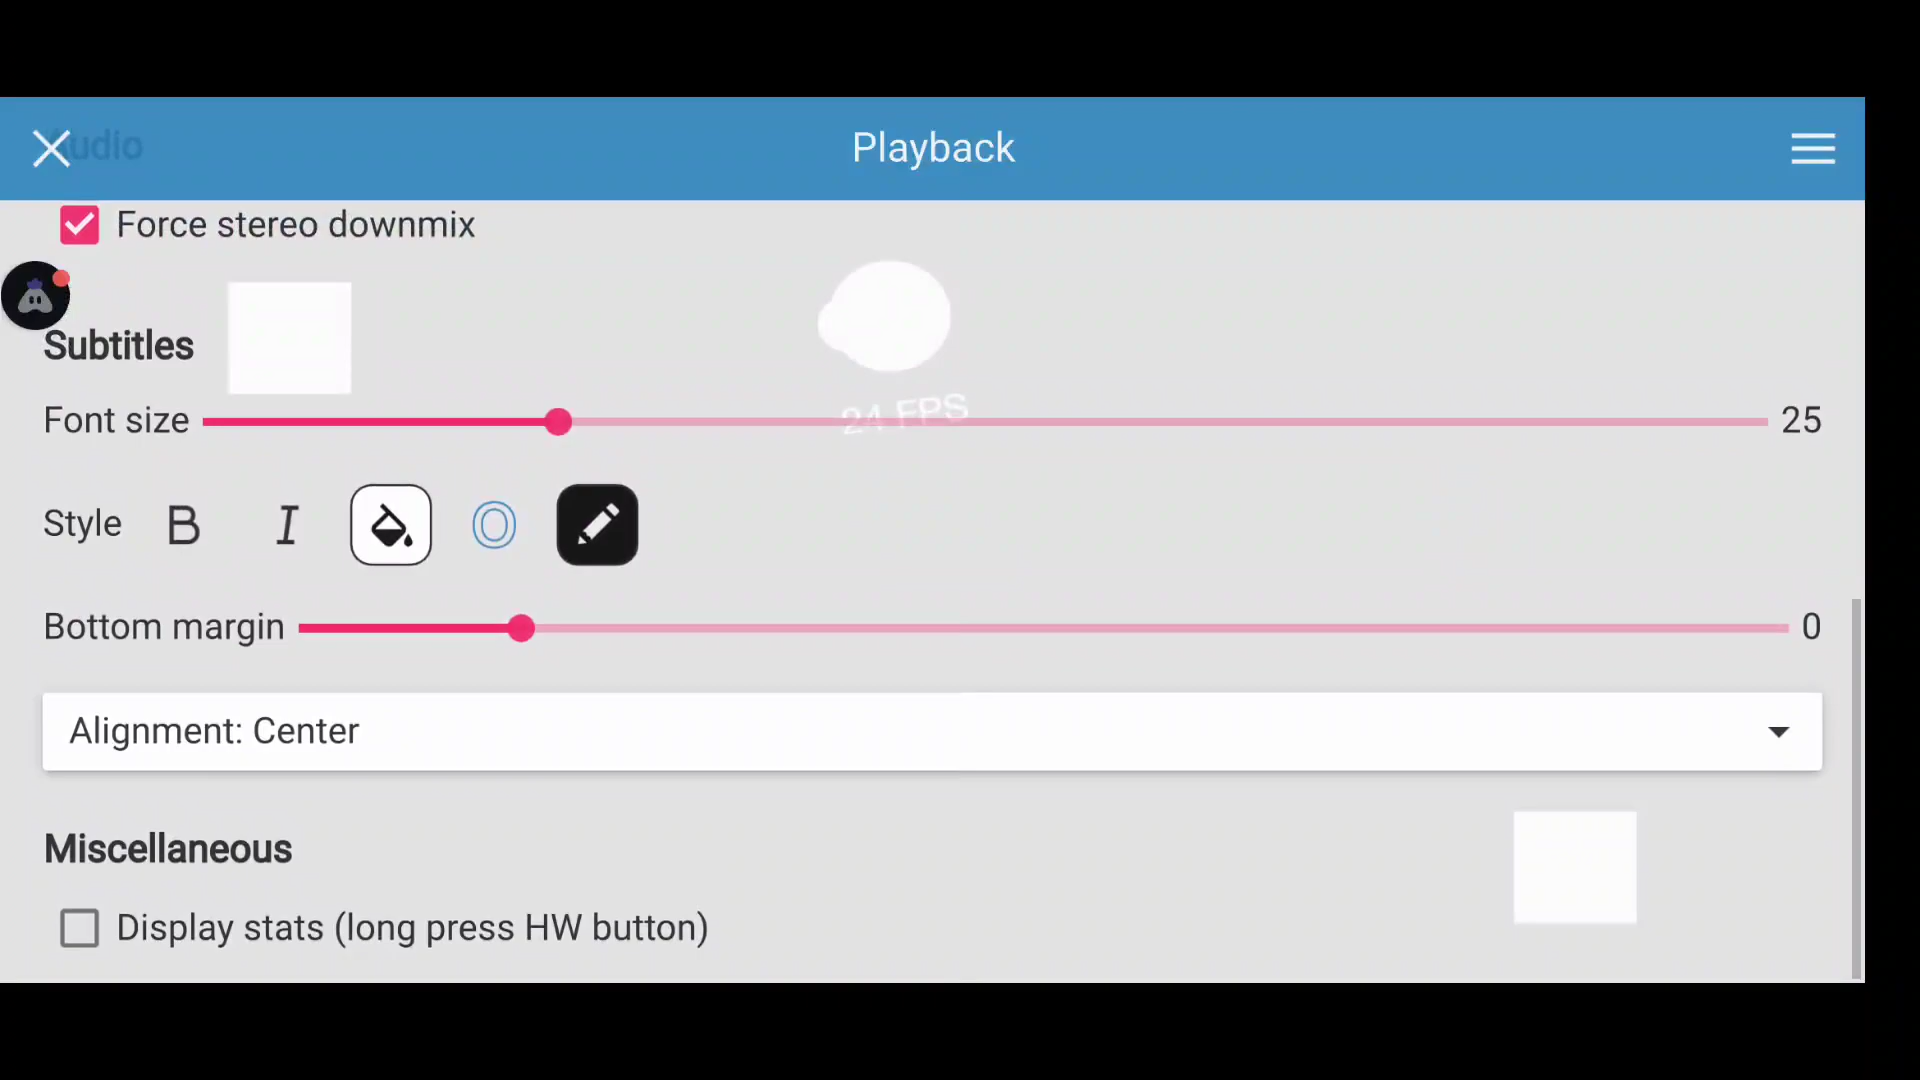 Audio
Playback
Force stereo downmix
Subtitles
24 FPS
Font size 25
Style B I O
Bottom margin 0
Alignment: Center
Miscellaneous
Display stats (long press HW button)